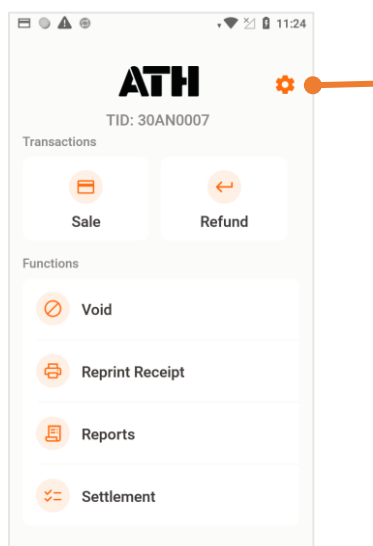 11:24
ATH
TID: 30AN0007
Transactions
Sale
Refund
Functions
Void
Reprint Receipt
Reports
Settlement